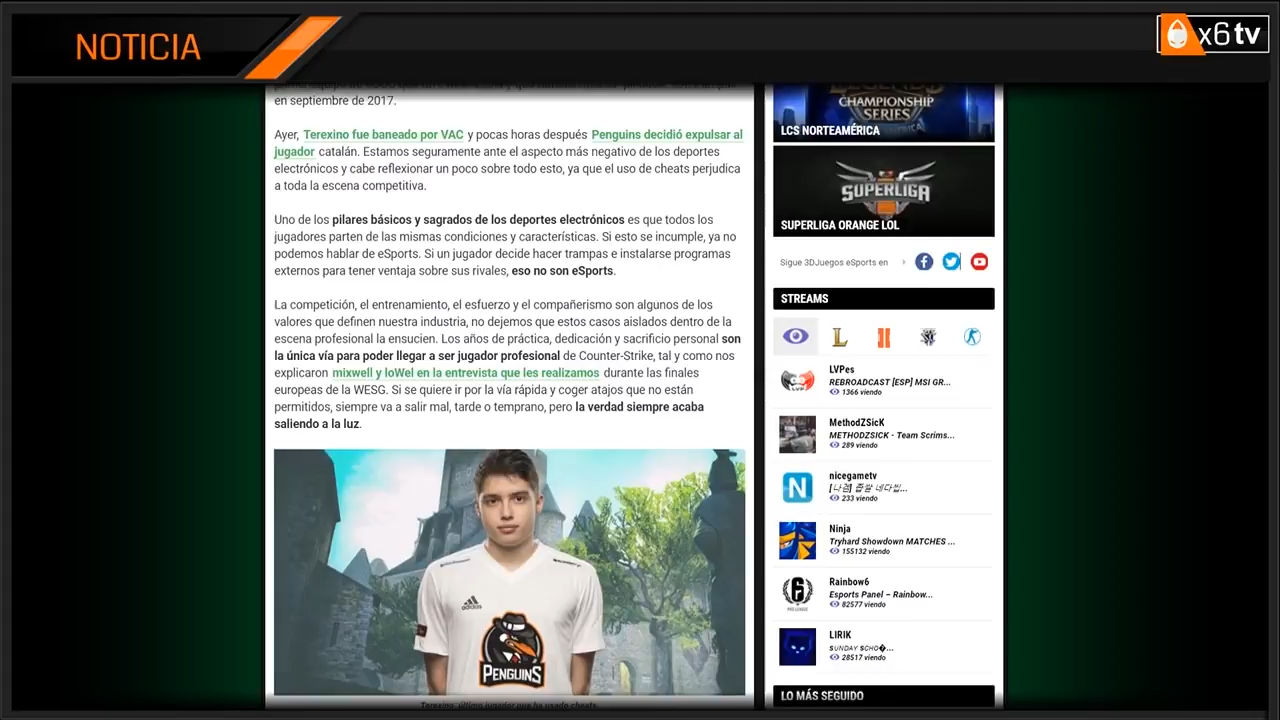 NOTICIA
x6tv
en septiembre de 2017.
Ayer, Terexino fue baneado por VAC y pocas horas después Penguins decidió expulsar al
jugador catalán. Estamos seguramente ante el aspecto más negativo de los deportes
electrónicos y cabe reflexionar un poco sobre todo esto, ya que el uso de cheats perjudica
a toda la escena competitiva.
Uno de los pilares básicos y sagrados de los deportes electrónicos es que todos los
jugadores parten de las mismas condiciones y características. Si esto se incumple, ya no
podemos hablar de eSports. Si un jugador decide hacer trampas e instalarse programas
externos para tener ventaja sobre sus rivales, eso no son eSports.
La competición, el entrenamiento, el esfuerzo y el compañerismo son algunos de los
valores que definen nuestra industria, no dejemos que estos casos aislados dentro de la
escena profesional la ensucien. Los años de práctica, dedicación y sacrificio personal son
la única vía para poder llegar a ser jugador profesional de Counter-Strike, tal y como nos
explicaron mixwell y loWel en la entrevista que les realizamos durante las finales
europeas de la WESG. Si se quiere ir por la vía rápida y coger atajos que no están
permitidos, siempre va a salir mal, tarde o temprano, pero la verdad siempre acaba
saliendo a la luz.
adidas
PENGUINS
Terexino, último jugador que ha usado cheats.
CHAMPIONSHIP
SERIES
LCS NORTEAMÉRICA
SUPERLIGA
SUPERLIGA ORANGE LOL
Sigue 3DJuegos eSports en
STREAMS
LVPes
REBROADCAST [ESP] MSI GR...
1366 viendo
MethodZSicK
METHODZSICK - Team Scrims...
289 viendo
N
nicegametv
233 viendo
Ninja
Tryhard Showdown MATCHES ...
155132 viendo
6
Rainbow6
Esports Panel – Rainbow...
82577 viendo
LIRIK
SUNDAY SCHO�...
28517 viendo
LO MÁS SEGUIDO